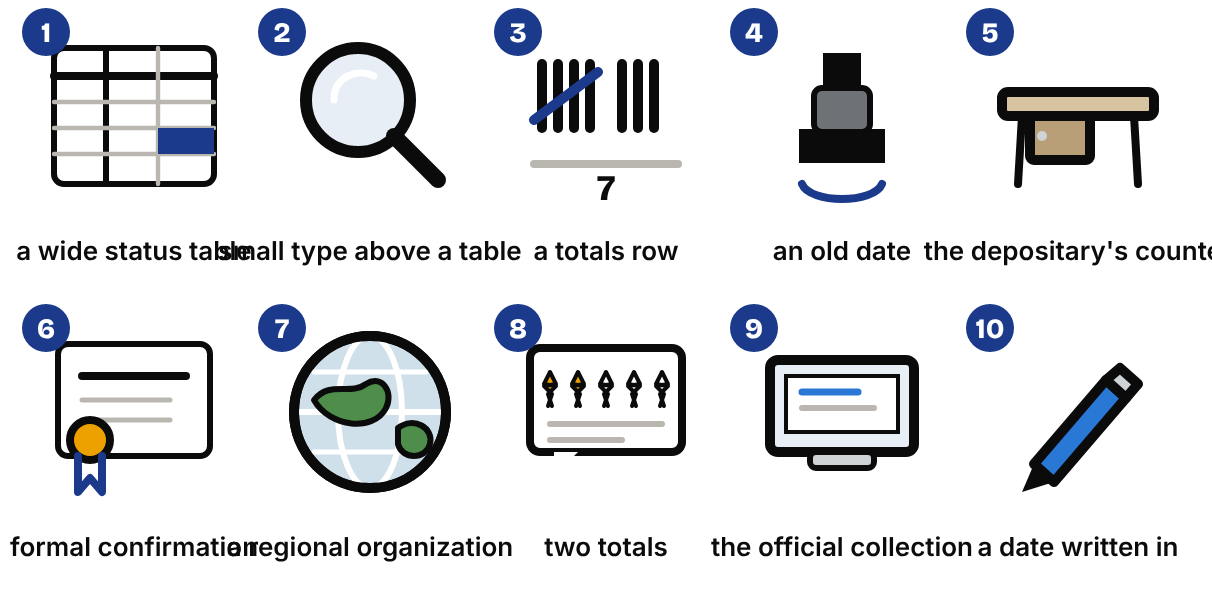 1
2
3
4
5
7
a wide status table
small type above a table
a totals row
an old date
the depositary's counte
6
7
8
9
10
formal confirmation
a regional organization
two totals
the official collection
a date written in